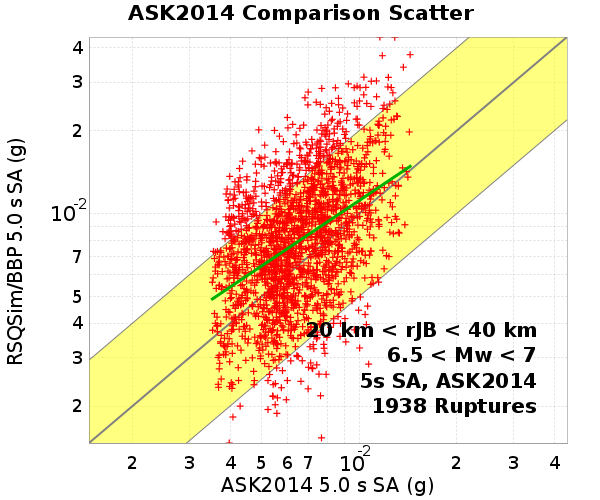 ASK2014 Comparison Scatter
RSQSim/BBP 5.0 s SA (g)
4
3
2
10-2
7
5
4
3
2
20 km < rJB < 40 km
6.5 < Mw < 7
5s SA, ASK2014
1938 Ruptures
2 3 4 5 6 7 10-2 2 3 4
ASK2014 5.0 s SA (g)